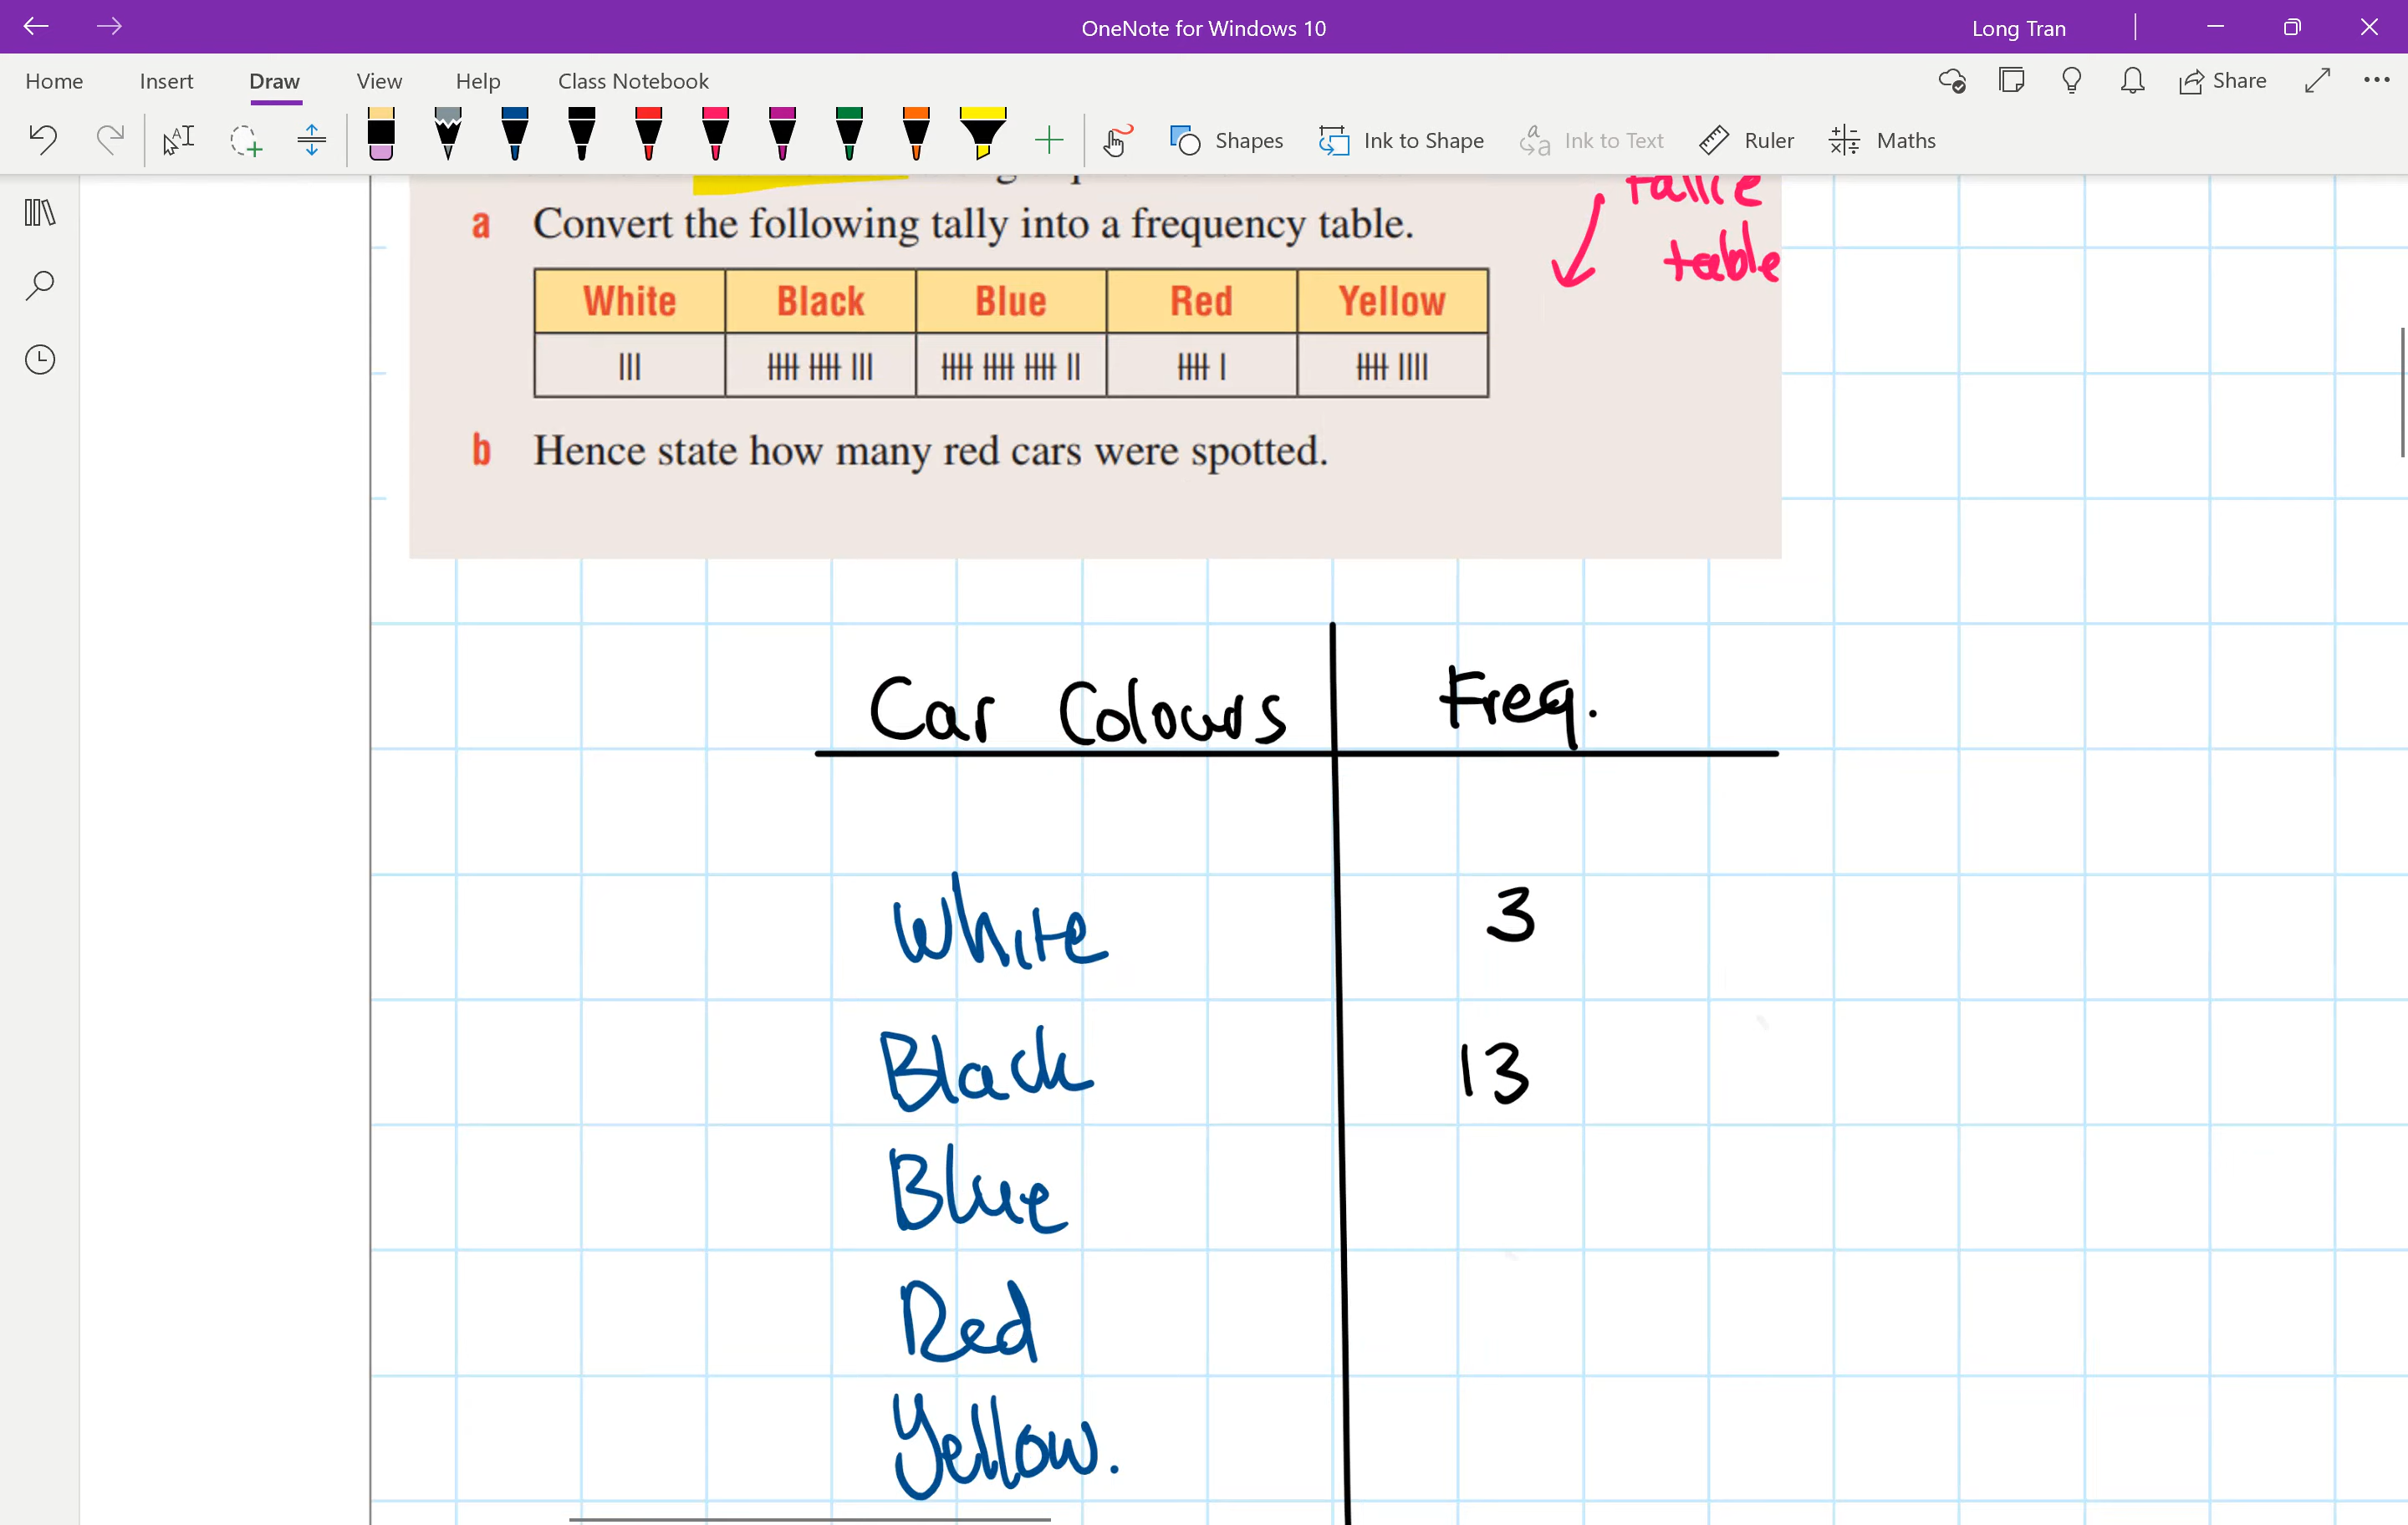 OneNote for Windows 10
Long Tran
Home Insert Draw View Help Class Notebook
Share
Shapes Ink to Shape Ink to Text Ruler Maths
tallie
table
a Convert the following tally into a frequency table.
White Black Blue Red Yellow
b Hence state how many red cars were spotted.
Car Colours Freq.
White 3
Black 13
Blue
Red
Yellow.